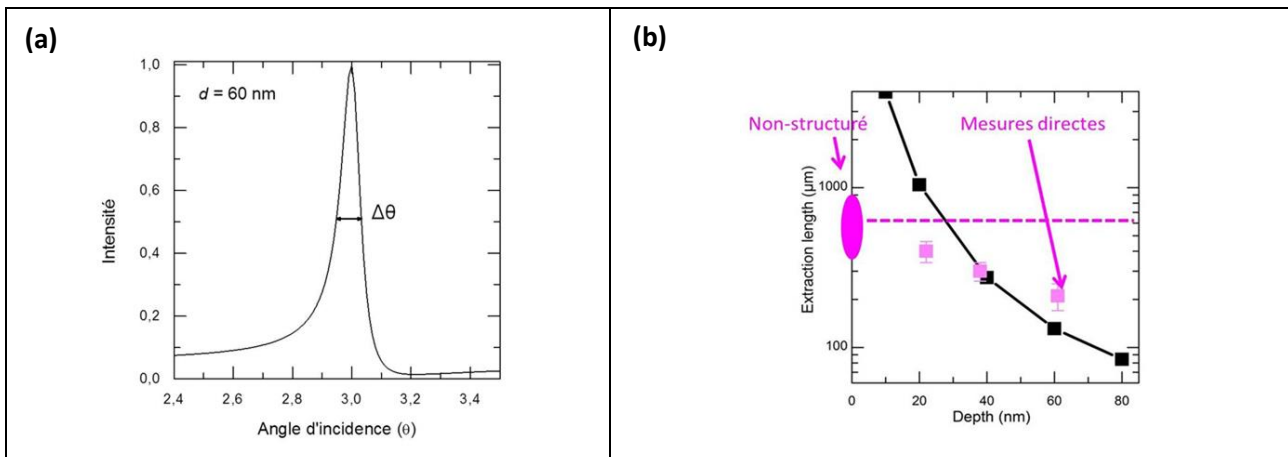 (a)
1,0
d = 60 nm
0,8
0,6
Δθ
0,4
0,2
0,0
2,4 2,6 2,8 3,0 3,2 3,4
Intensité
Angle d'incidence (θ)
(b)
Non-structuré
Mesures directes
1000
100
0 20 40 60 80
Extraction length (µm)
Depth (nm)